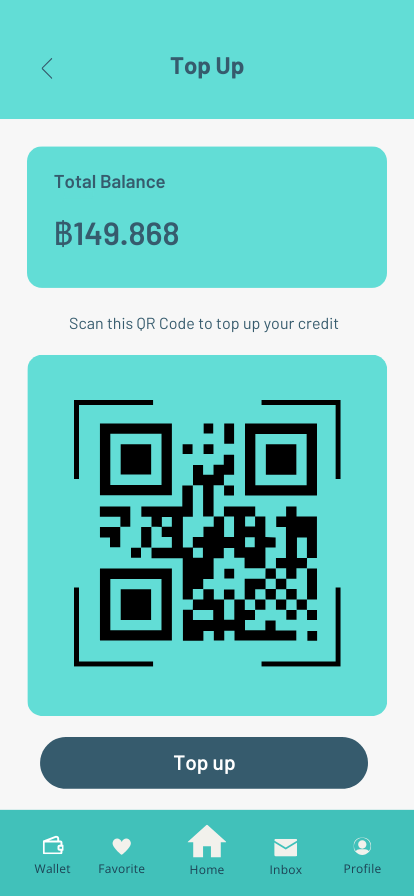 Top Up
Total Balance
฿149.868
Scan this QR Code to top up your credit
Top up
Wallet
Favorite
Home
Inbox
Profile